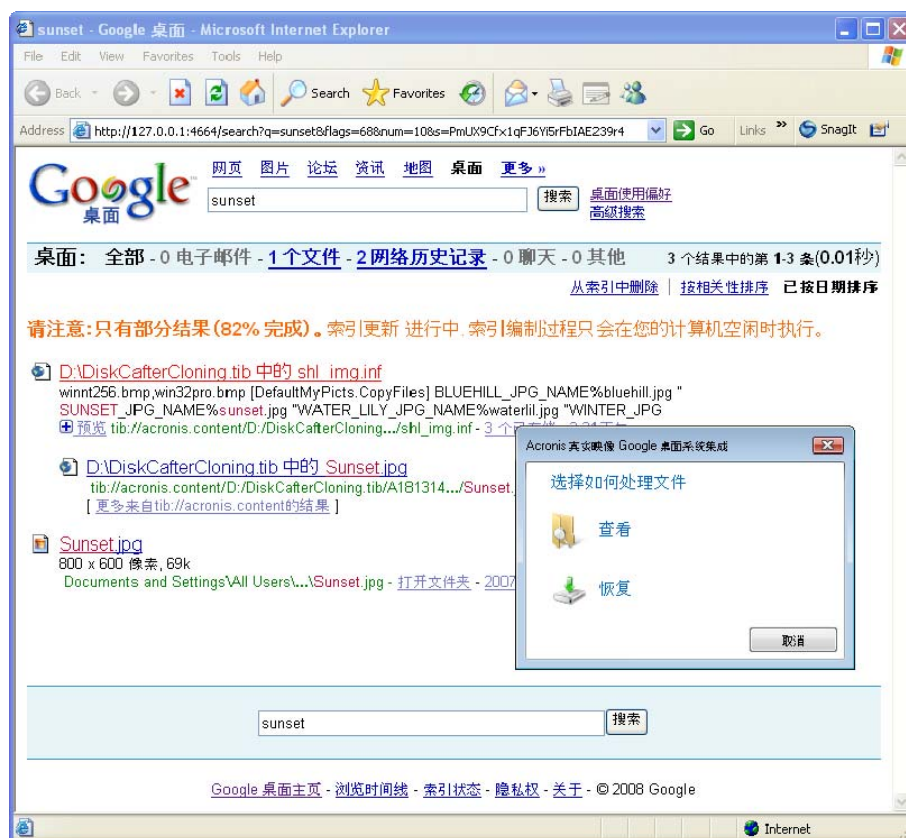 sunset - Google 桌面 - Microsoft Internet Explorer
File Edit View Favorites Tools Help
Back Search Favorites
Address http://127.0.0.1:4664/search?q=sunset&flags=68&num=10&s=PmUX9CFx1qFJ6Yi5rFbIAE239r4 Go Links » SnagIt
Google 桌面
网页 图片 论坛 资讯 地图 桌面 更多 »
sunset 搜索 桌面使用偏好
高级搜索
桌面: 全部 - 0 电子邮件 - 1 个文件 - 2 网络历史记录 - 0 聊天 - 0 其他 3 个结果中的第 1-3 条(0.01秒)
从索引中删除 | 按相关性排序 已按日期排序
请注意:只有部分结果(82% 完成)。索引更新 进行中. 索引编制过程只会在您的计算机空闲时执行。
D:\DiskCafterCloning.tib 中的 shl_img.inf
winnt256.bmp,win32pro.bmp [DefaultMyPicts.CopyFiles] BLUEHILL_JPG_NAME%bluehill.jpg "
SUNSET_JPG_NAME%sunset.jpg "WATER_LILY_JPG_NAME%waterlil.jpg "WINTER_JPG
预览 tib://acronis.content/D:/DiskCafterCloning.../shl_img.inf -
D:\DiskCafterCloning.tib 中的 Sunset.jpg
tib://acronis.content/D:/DiskCafterCloning.tib/A181314.../Sunset.
[ 更多来自tib://acronis.content的结果 ]
Sunset.jpg
800 x 600 像素, 69k
Documents and Settings\All Users\...\Sunset.jpg - 打开文件夹 - 2007
Acronis 真实映像 Google 桌面系统集成
选择如何处理文件
查看
恢复
取消
sunset 搜索
Google 桌面主页 - 浏览时间线 - 索引状态 - 隐私权 - 关于 - © 2008 Google
Internet